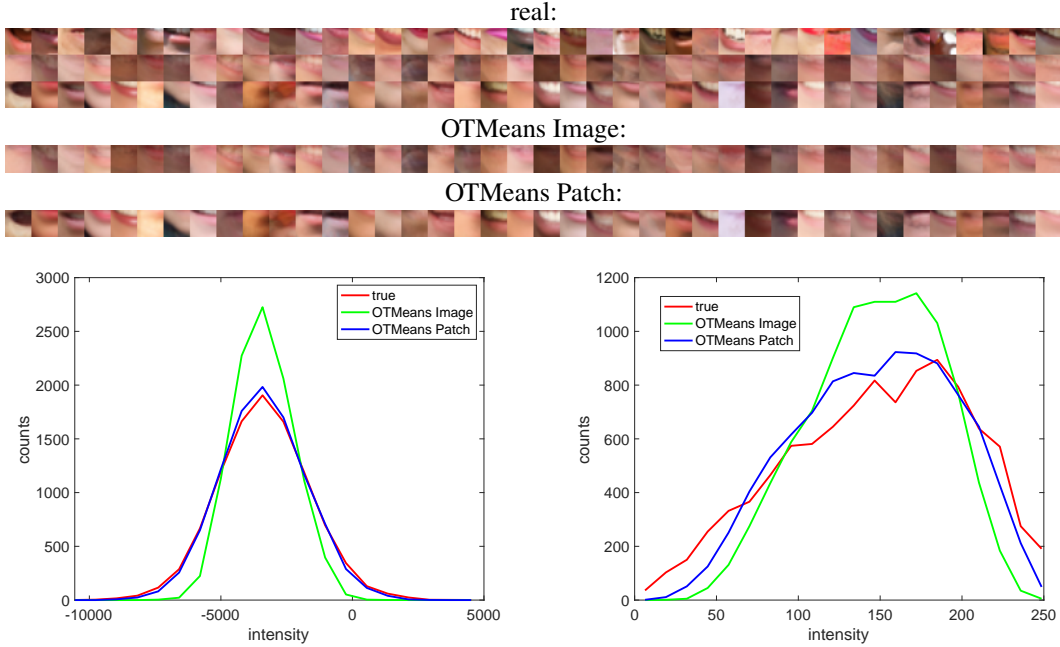 real:
OTMeans Image:
OTMeans Patch:
3000
2500
2000
1500
1000
500
0
counts
-10000
-5000
0
5000
intensity
true
OTMeans Image
OTMeans Patch
1200
1000
800
600
400
200
0
counts
0
50
100
150
200
250
intensity
true
OTMeans Image
OTMeans Patch